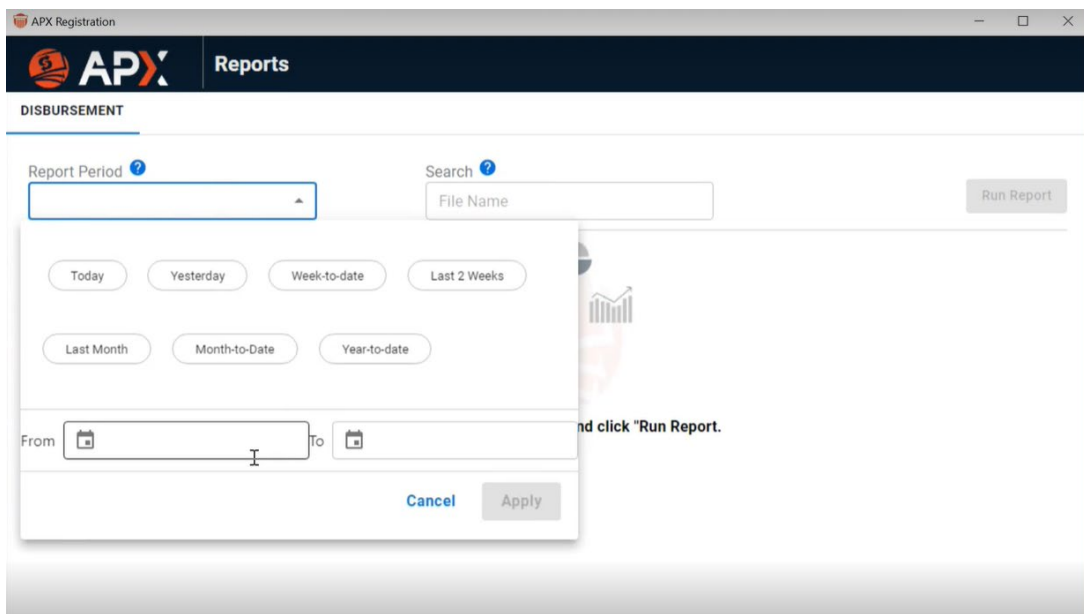 APX Registration
APX Reports
DISBURSEMENT
Report Period ?
Search ?
File Name
Run Report
Today
Yesterday
Week-to-date
Last 2 Weeks
Last Month
Month-to-Date
Year-to-date
nd click "Run Report.
From
To
Cancel
Apply